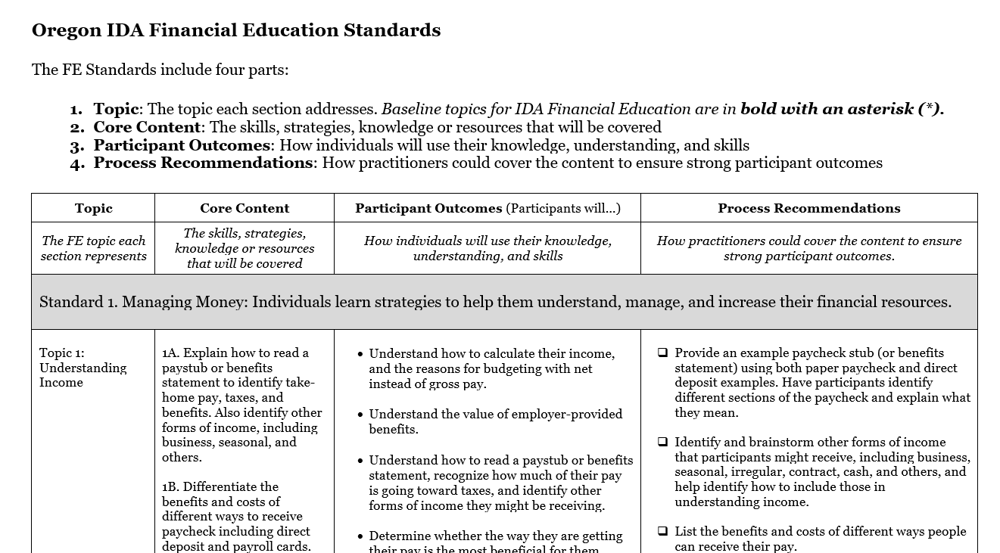 Oregon IDA Financial Education Standards
The FE Standards include four parts:
1. Topic: The topic each section addresses. Baseline topics for IDA Financial Education are in bold with an asterisk (*).
2. Core Content: The skills, strategies, knowledge or resources that will be covered
3. Participant Outcomes: How individuals will use their knowledge, understanding, and skills
4. Process Recommendations: How practitioners could cover the content to ensure strong participant outcomes
Topic
Core Content
Participant Outcomes (Participants will...)
Process Recommendations
The FE topic each
section represents
The skills, strategies,
knowledge or resources
that will be covered
How individuals will use their knowledge,
understanding, and skills
How practitioners could cover the content to ensure
strong participant outcomes.
Standard 1. Managing Money: Individuals learn strategies to help them understand, manage, and increase their financial resources.
Topic 1:
Understanding
Income
1A. Explain how to read a
paystub or benefits
statement to identify take-
home pay, taxes, and
benefits. Also identify other
forms of income, including
business, seasonal, and
others.
1B. Differentiate the
benefits and costs of
different ways to receive
paycheck including direct
deposit and payroll cards.
• Understand how to calculate their income,
and the reasons for budgeting with net
instead of gross pay.
• Understand the value of employer-provided
benefits.
• Understand how to read a paystub or benefits
statement, recognize how much of their pay
is going toward taxes, and identify other
forms of income they might be receiving.
• Determine whether the way they are getting
their pay is the most beneficial for them
❑ Provide an example paycheck stub (or benefits
statement) using both paper paycheck and direct
deposit examples. Have participants identify
different sections of the paycheck and explain what
they mean.
❑ Identify and brainstorm other forms of income
that participants might receive, including business,
seasonal, irregular, contract, cash, and others, and
help identify how to include those in
understanding income.
❑ List the benefits and costs of different ways people
can receive their pay.